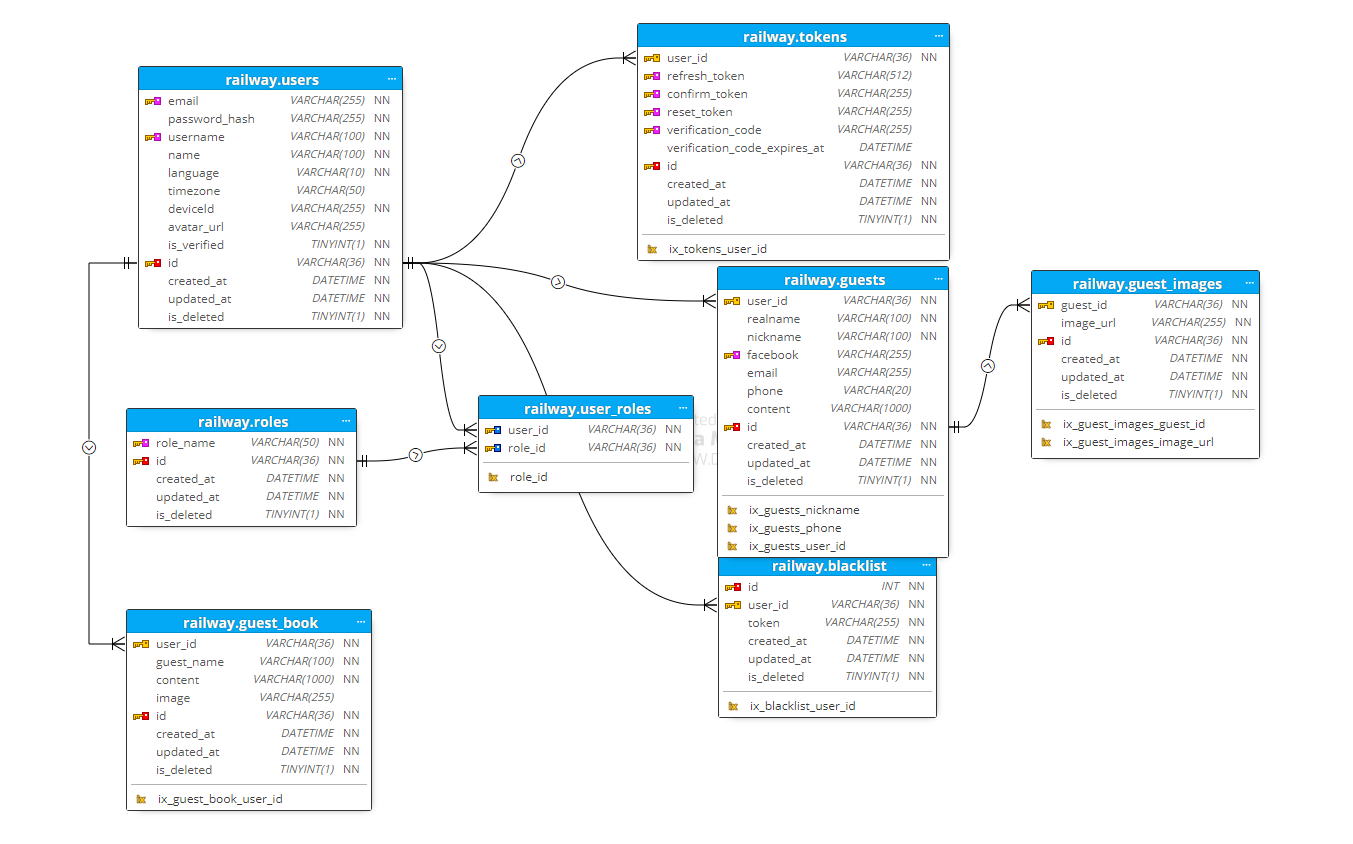 railway.tokens ...
user_id VARCHAR(36) NN
refresh_token VARCHAR(512)
confirm_token VARCHAR(255)
reset_token VARCHAR(255)
verification_code VARCHAR(255)
verification_code_expires_at DATETIME
id VARCHAR(36) NN
created_at DATETIME NN
updated_at DATETIME NN
is_deleted TINYINT(1) NN
ix_tokens_user_id
railway.users ...
email VARCHAR(255) NN
password_hash VARCHAR(255) NN
username VARCHAR(100) NN
name VARCHAR(100) NN
language VARCHAR(10) NN
timezone VARCHAR(50)
deviceId VARCHAR(255) NN
avatar_url VARCHAR(255)
is_verified TINYINT(1) NN
id VARCHAR(36) NN
created_at DATETIME NN
updated_at DATETIME NN
is_deleted TINYINT(1) NN
railway.guests ...
user_id VARCHAR(36) NN
realname VARCHAR(100) NN
nickname VARCHAR(100) NN
facebook VARCHAR(255)
email VARCHAR(255)
phone VARCHAR(20)
content VARCHAR(1000)
id VARCHAR(36) NN
created_at DATETIME NN
updated_at DATETIME NN
is_deleted TINYINT(1) NN
ix_guests_nickname
ix_guests_phone
ix_guests_user_id
railway.guest_images ...
guest_id VARCHAR(36) NN
image_url VARCHAR(255) NN
id VARCHAR(36) NN
created_at DATETIME NN
updated_at DATETIME NN
is_deleted TINYINT(1) NN
ix_guest_images_guest_id
ix_guest_images_image_url
railway.roles ...
role_name VARCHAR(50) NN
id VARCHAR(36) NN
created_at DATETIME NN
updated_at DATETIME NN
is_deleted TINYINT(1) NN
railway.user_roles ...
user_id VARCHAR(36) NN
role_id VARCHAR(36) NN
role_id
railway.blacklist ...
id INT NN
user_id VARCHAR(36) NN
token VARCHAR(255) NN
created_at DATETIME NN
updated_at DATETIME NN
is_deleted TINYINT(1) NN
ix_blacklist_user_id
railway.guest_book ...
user_id VARCHAR(36) NN
guest_name VARCHAR(100) NN
content VARCHAR(1000) NN
image VARCHAR(255)
id VARCHAR(36) NN
created_at DATETIME NN
updated_at DATETIME NN
is_deleted TINYINT(1) NN
ix_guest_book_user_id